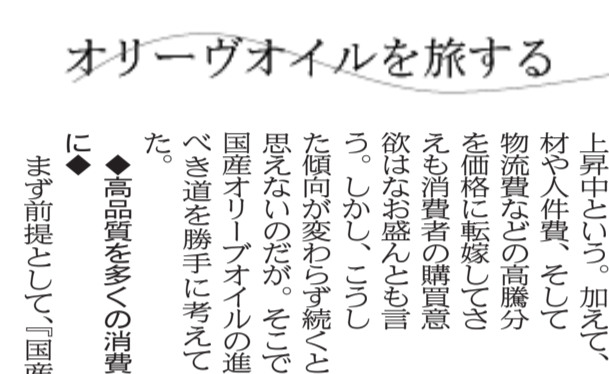 オリーヴオイルを旅する
上昇中という。加えて、
材や人件費、そして
物流費などの高騰分
を価格に転嫁してさ
えも消費者の購買意
欲はなお盛んとも言
う。しかし、こうし
た傾向が変わらず続くと
思えないのだが。そこで
国産オリーブオイルの進
べき道を勝手に考えて
た。
◆高品質を多くの消費
に◆
まず前提として、『国産